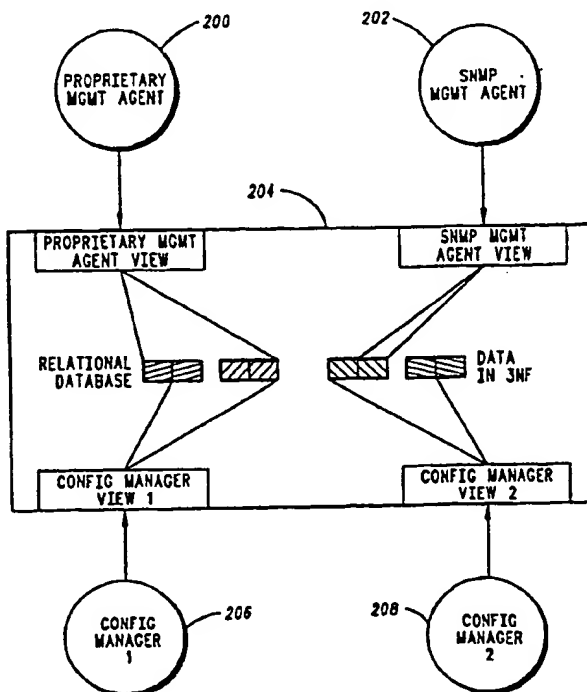 200
202
PROPRIETARY
MGMT AGENT
SNMP
MGMT AGENT
204
PROPRIETARY MGMT
AGENT VIEW
SNMP MGMT
AGENT VIEW
RELATIONAL
DATABASE
DATA
IN 3NF
CONFIG MANAGER
VIEW 1
CONFIG MANAGER
VIEW 2
206
208
CONFIG
MANAGER
1
CONFIG
MANAGER
2